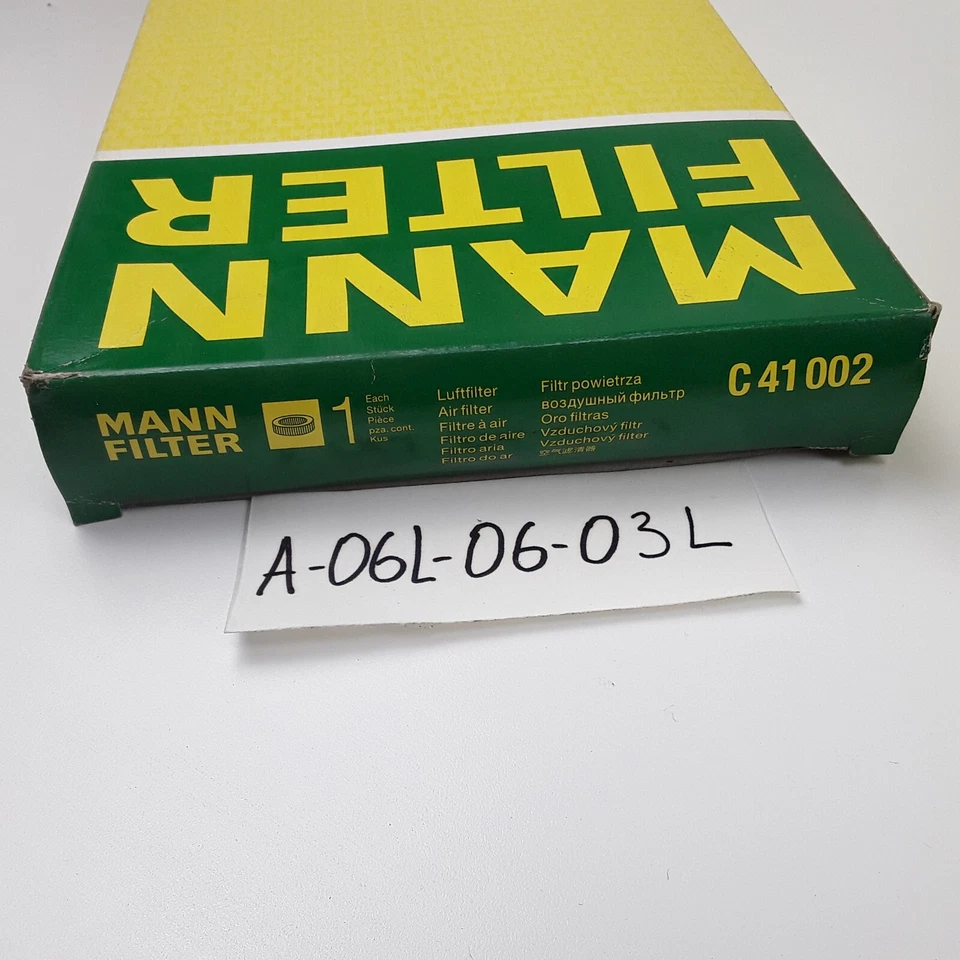 MANN
FILTER
MANN
FILTER
1
Each
Stück
Pièce
pza. cont.
Kus
Luftfilter
Air filter
Filtre à air
Filtro de aire
Filtro aria
Filtro do ar
Filtr powietrza
воздушный фильтр
Oro filtras
Vzduchový filtr
Vzduchový filter
空气滤清器
C 41 002
A-06L-06-03L